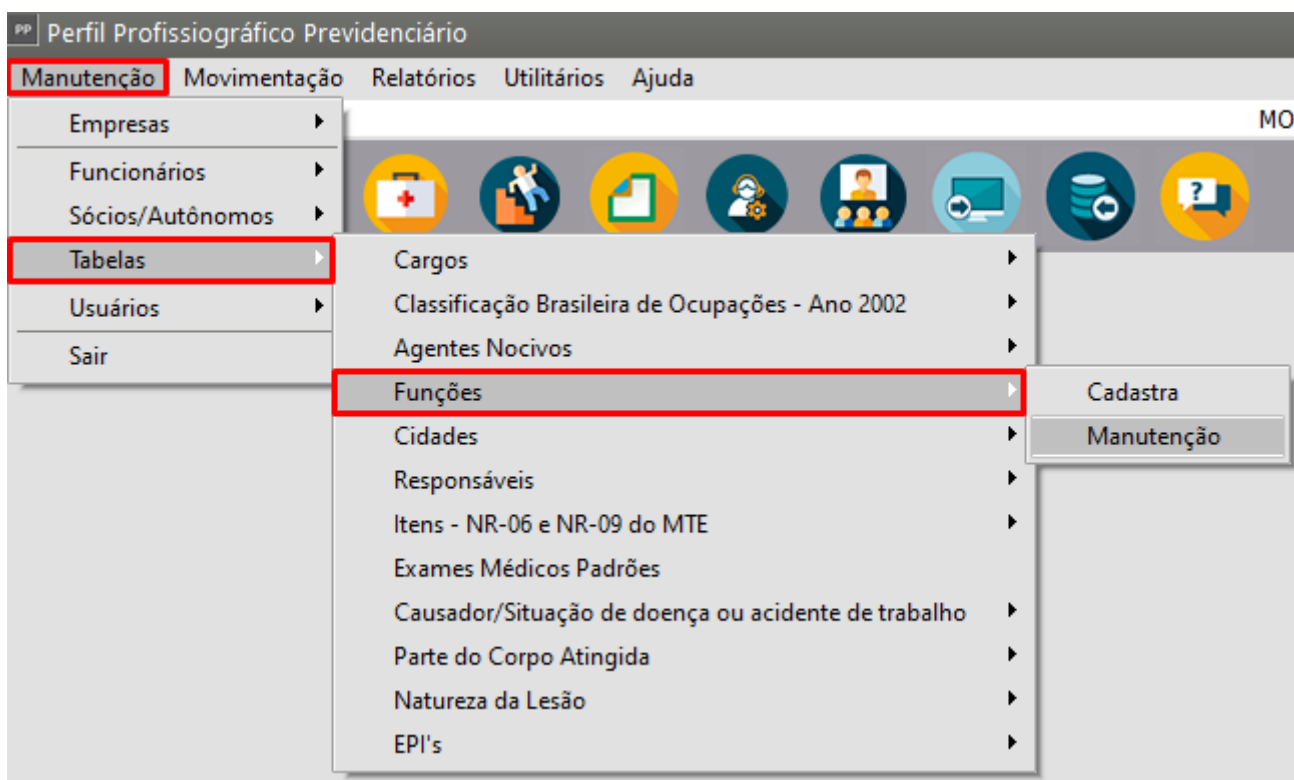 PP Perfil Profissiográfico Previdenciário
Manutenção Movimentação Relatórios Utilitários Ajuda
MO
Empresas
Funcionários
Sócios/Autônomos
Tabelas
Usuários
Sair
Cargos
Classificação Brasileira de Ocupações - Ano 2002
Agentes Nocivos
Funções
Cidades
Responsáveis
Itens - NR-06 e NR-09 do MTE
Exames Médicos Padrões
Causador/Situação de doença ou acidente de trabalho
Parte do Corpo Atingida
Natureza da Lesão
EPI's
Cadastra
Manutenção
?